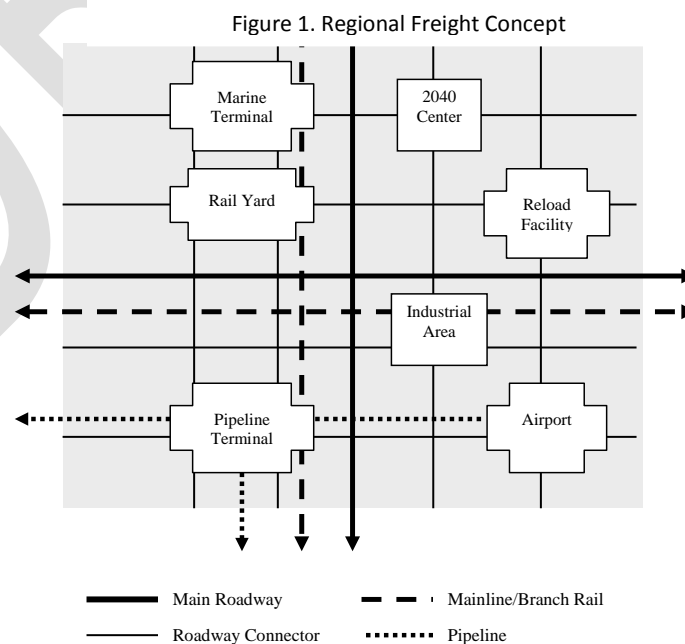 Figure 1. Regional Freight Concept
Marine
Terminal
2040
Center
Rail Yard
Reload
Facility
Industrial
Area
Pipeline
Terminal
Airport
Main Roadway
Mainline/Branch Rail
Roadway Connector
Pipeline